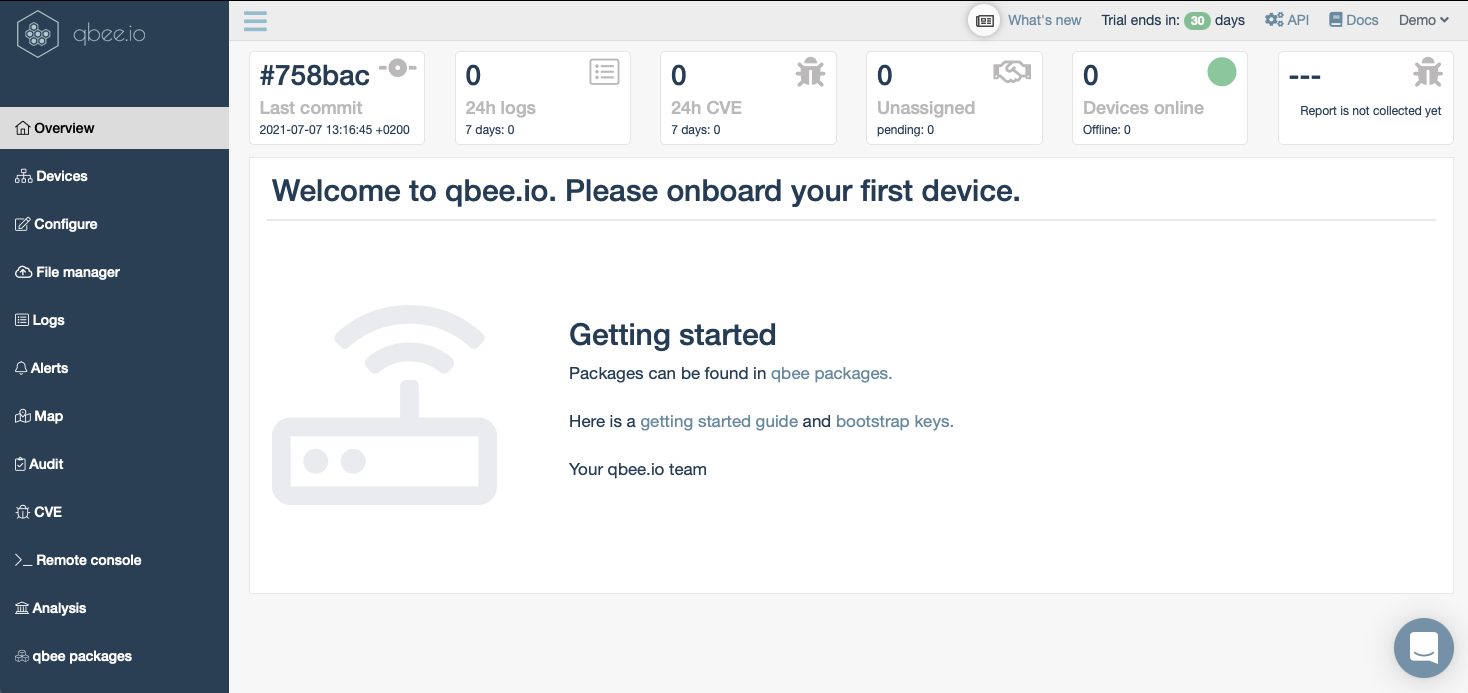 qbee.io
What's new
Trial ends in: 30 days
API
Docs
Demo
Overview
Devices
Configure
File manager
Logs
Alerts
Map
Audit
CVE
Remote console
Analysis
qbee packages
#758bac
Last commit
2021-07-07 13:16:45 +0200
0
24h logs
7 days: 0
0
24h CVE
7 days: 0
0
Unassigned
pending: 0
0
Devices online
Offline: 0
---
Report is not collected yet
Welcome to qbee.io. Please onboard your first device.
Getting started
Packages can be found in qbee packages.
Here is a getting started guide and bootstrap keys.
Your qbee.io team